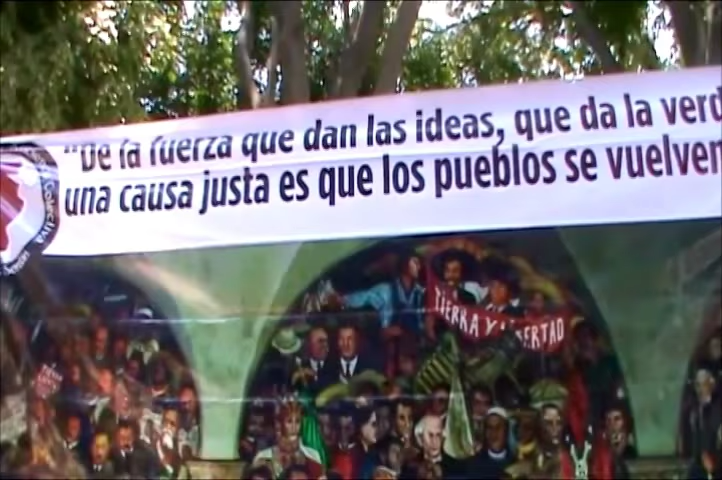 "De la fuerza que dan las ideas, que da la verd
una causa justa es que los pueblos se vuelven
Colectiva
TIERRA Y LIBERTAD